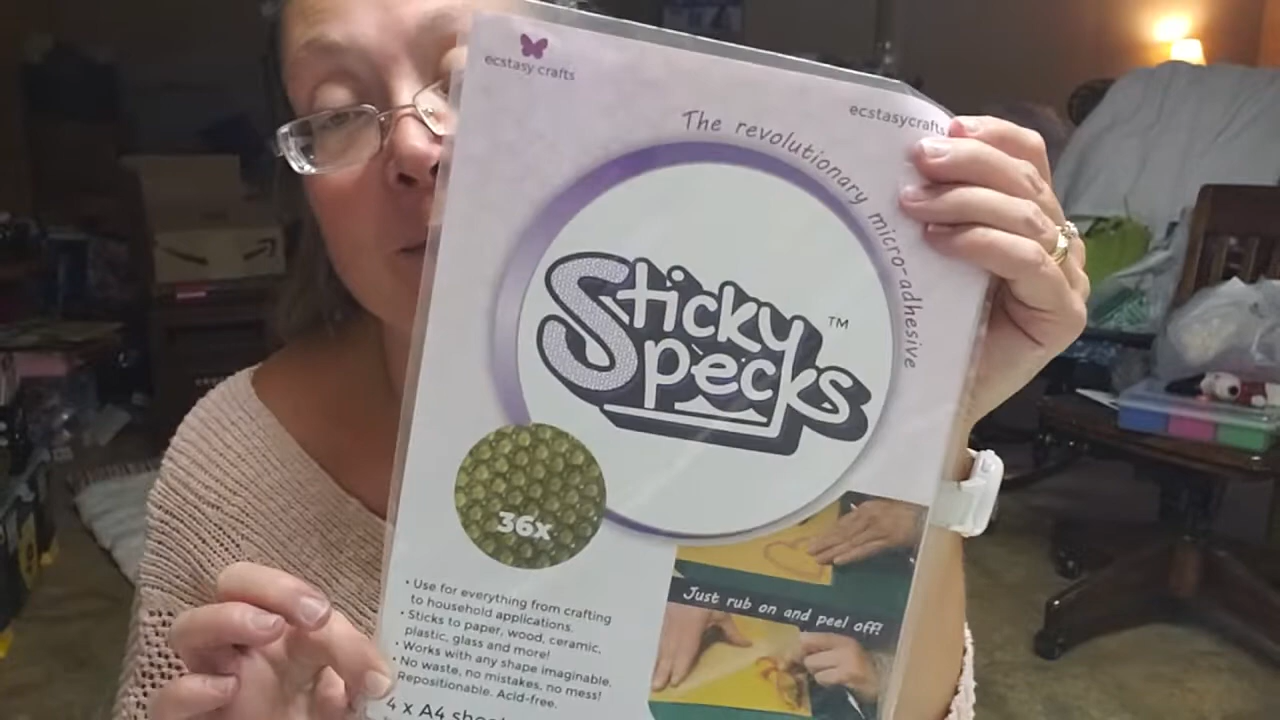 ecstasy crafts
ecstasycrafts
The revolutionary micro-adhesive
Sticky
Specks
™
36x
• Use for everything from crafting
to household applications.
• Sticks to paper, wood, ceramic,
plastic, glass and more!
• Works with any shape imaginable.
• No waste, no mistakes, no mess!
Repositionable. Acid-free.
4 x A4
Just rub on and peel off!